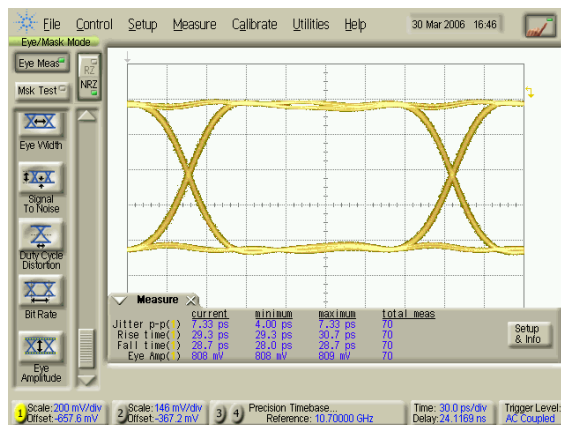 File Control Setup Measure Calibrate Utilities Help 30 Mar 2006 16:46
Eye/Mask Mode
Eye Meas
RZ
NRZ
Msk Test
Eye Width
Signal
To Noise
Duty Cycle
Distortion
Bit Rate
Eye
Amplitude
Measure
current minimum maximum total meas
Jitter p-p( ) 7.33 ps 4.00 ps 7.33 ps 70
Rise time( ) 29.3 ps 29.3 ps 30.7 ps 70
Fall time( ) 28.7 ps 28.0 ps 28.7 ps 70
Eye Amp( ) 808 mV 808 mV 809 mV 70
Setup
& Info
1 Scale:200 mV/div
Offset:-657.6 mV
2 Scale:146 mV/div
Offset:-367.2 mV
3
4
Precision Timebase...
Reference: 10.70000 GHz
Time: 30.0 ps/div
Delay:24.1169 ns
Trigger Level:
AC Coupled